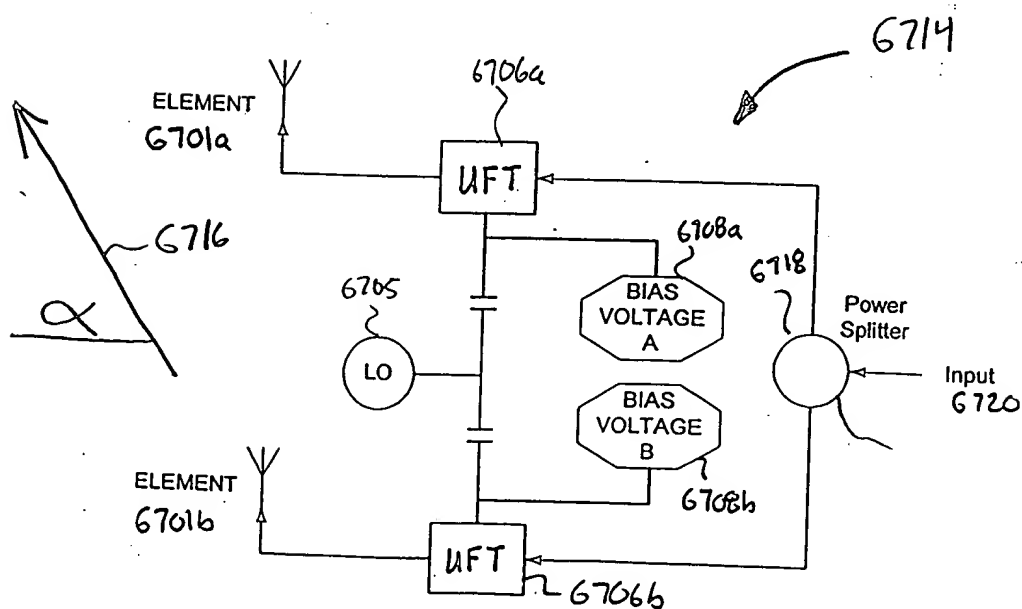 6714
6706a
ELEMENT
6701a
UFT
6716
α
6705
6708a
BIAS
VOLTAGE
A
6718
Power
Splitter
LO
Input
6720
BIAS
VOLTAGE
B
6708b
ELEMENT
6701b
UFT
6706b